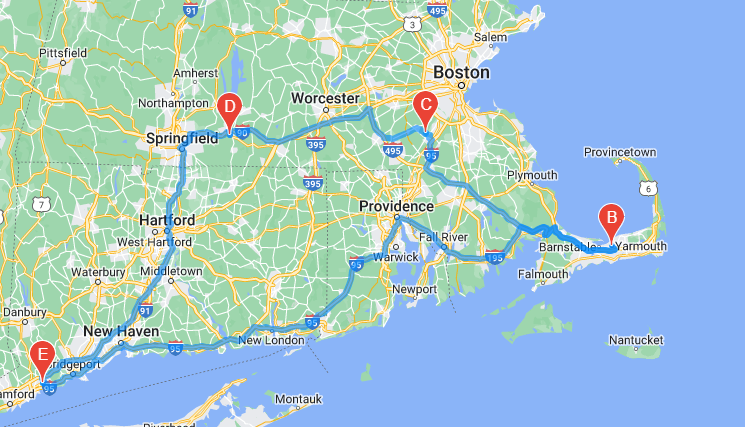 91
495
3
Salem
Pittsfield
Boston
Amherst
Worcester
D
C
Northampton
90
Springfield
395
495
95
Provincetown
395
Plymouth
6
7
Providence
B
Hartford
West Hartford
Fall River
Barnstable
Yarmouth
Warwick
195
95
Falmouth
Waterbury
Middletown
Newport
91
Danbury
95
New Haven
New London
Nantucket
E
95
ridgeport
95
amford
Montauk
Riverhead